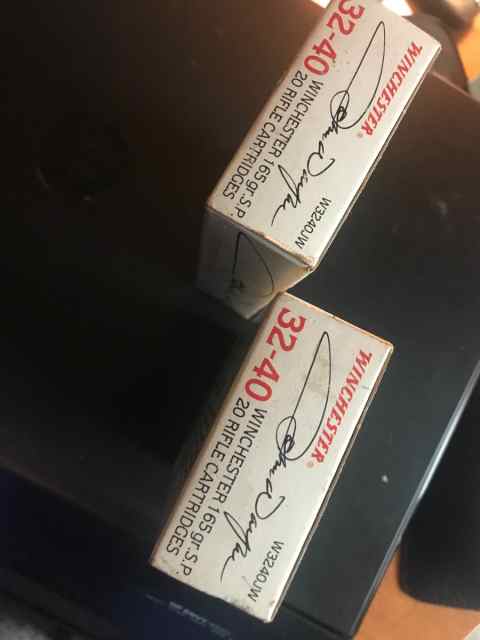 WINCHESTER®
John Wayne
32-40 WINCHESTER 165 gr. S.P.
20 RIFLE CARTRIDGES
W3240JW
WINCHESTER®
John Wayne
32-40 WINCHESTER 165 gr. S.P.
20 RIFLE CARTRIDGES
W3240JW